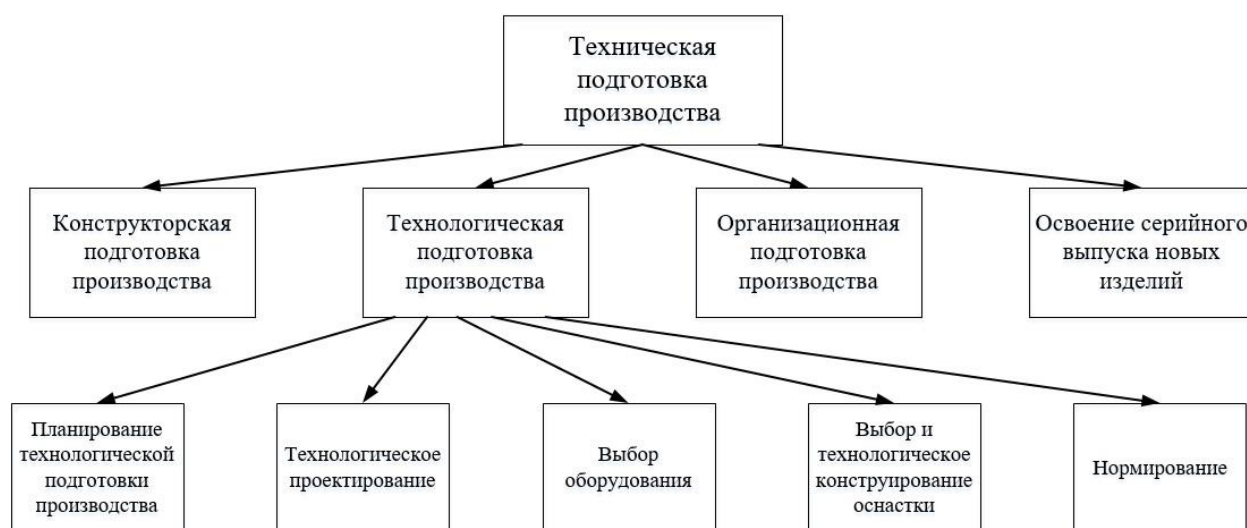 Техническая
подготовка
производства
Конструкторская
подготовка
производства
Технологическая
подготовка
производства
Организационная
подготовка
производства
Освоение серийного
выпуска новых
изделий
Планирование
технологической
подготовки
производства
Технологическое
проектирование
Выбор
оборудования
Выбор и
технологическое
конструирование
оснастки
Нормирование